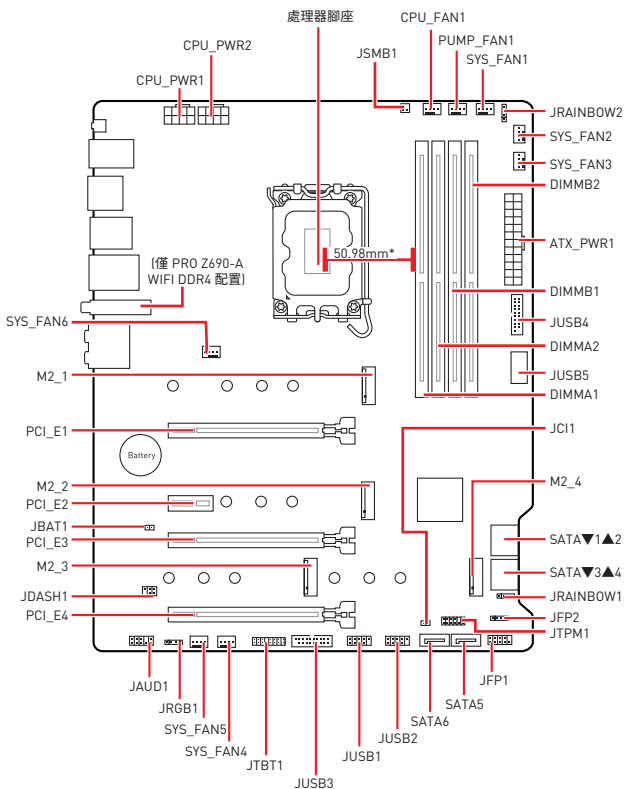 處理器腳座
CPU_FAN1
PUMP_FAN1
SYS_FAN1
CPU_PWR2
CPU_PWR1
JSMB1
JRAINBOW2
SYS_FAN2
SYS_FAN3
DIMMB2
ATX_PWR1
50.98mm*
(僅 PRO Z690-A
WIFI DDR4 配置)
DIMMB1
JUSB4
SYS_FAN6
DIMMA2
JUSB5
M2_1
DIMMA1
PCI_E1
JCI1
Battery
M2_2
M2_4
PCI_E2
JBAT1
PCI_E3
SATA▼1▲2
M2_3
SATA▼3▲4
JDASH1
JRAINBOW1
PCI_E4
JFP2
JTPM1
JAUD1
JRGB1
SYS_FAN5
SYS_FAN4
JTBT1
JUSB3
JUSB1
JUSB2
SATA6
SATA5
JFP1